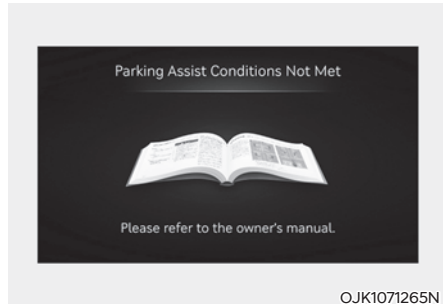 Parking Assist Conditions Not Met
Please refer to the owner's manual.
OJK1071265N